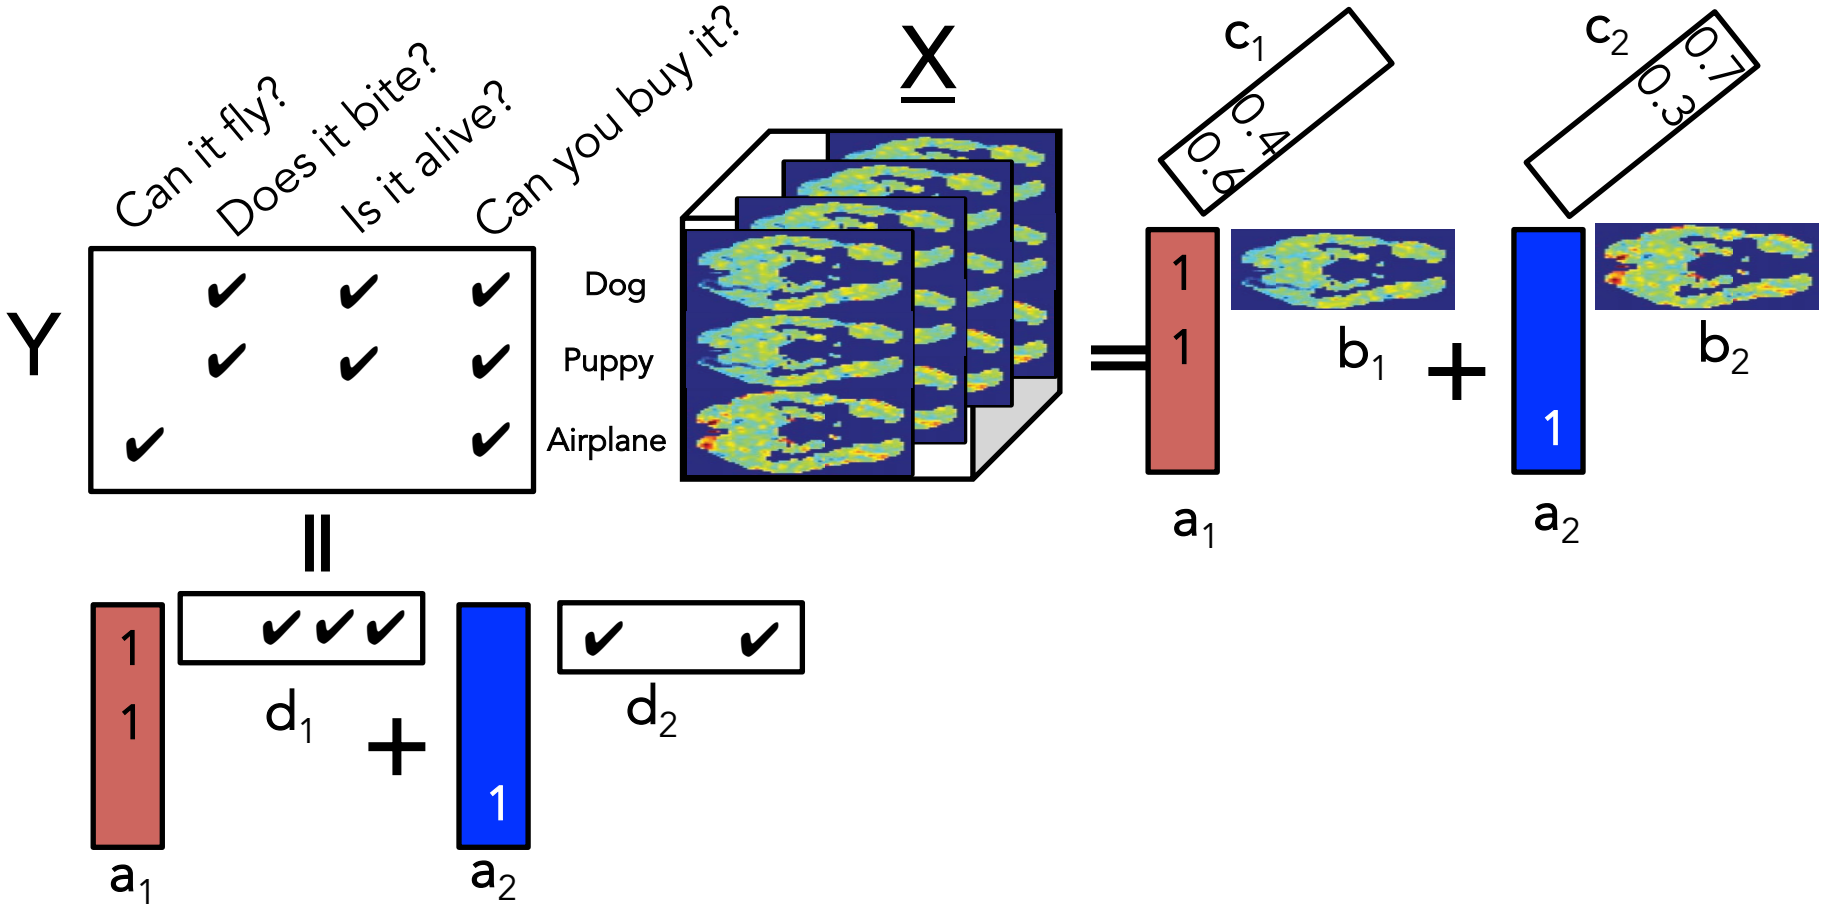 Can it fly?
Does it bite?
Is it alive?
Can you buy it?
X
c1
0.6 0.4
c2
0.3 0.7
Y
Dog
Puppy
Airplane
=
1
1
b1
+
1
b2
a1
a2
=
1
1
d1
+
1
d2
a1
a2